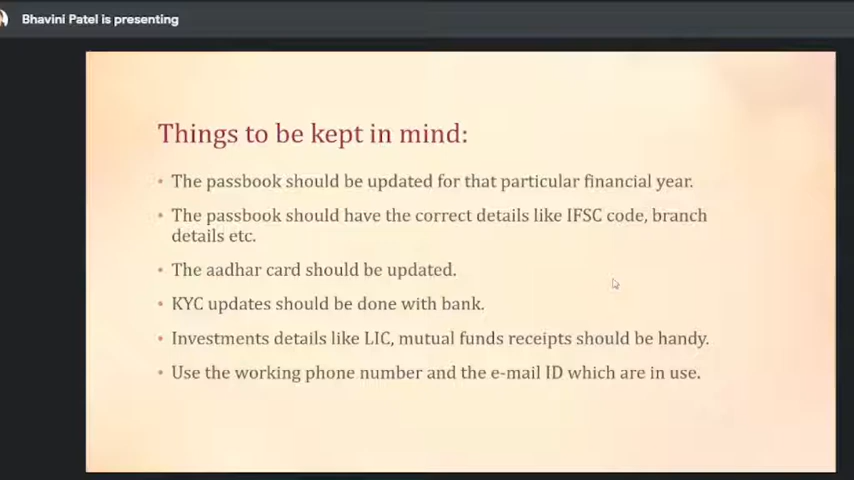 Bhavini Patel is presenting
Things to be kept in mind:
• The passbook should be updated for that particular financial year.
• The passbook should have the correct details like IFSC code, branch
details etc.
• The aadhar card should be updated.
• KYC updates should be done with bank.
• Investments details like LIC, mutual funds receipts should be handy.
• Use the working phone number and the e-mail ID which are in use.